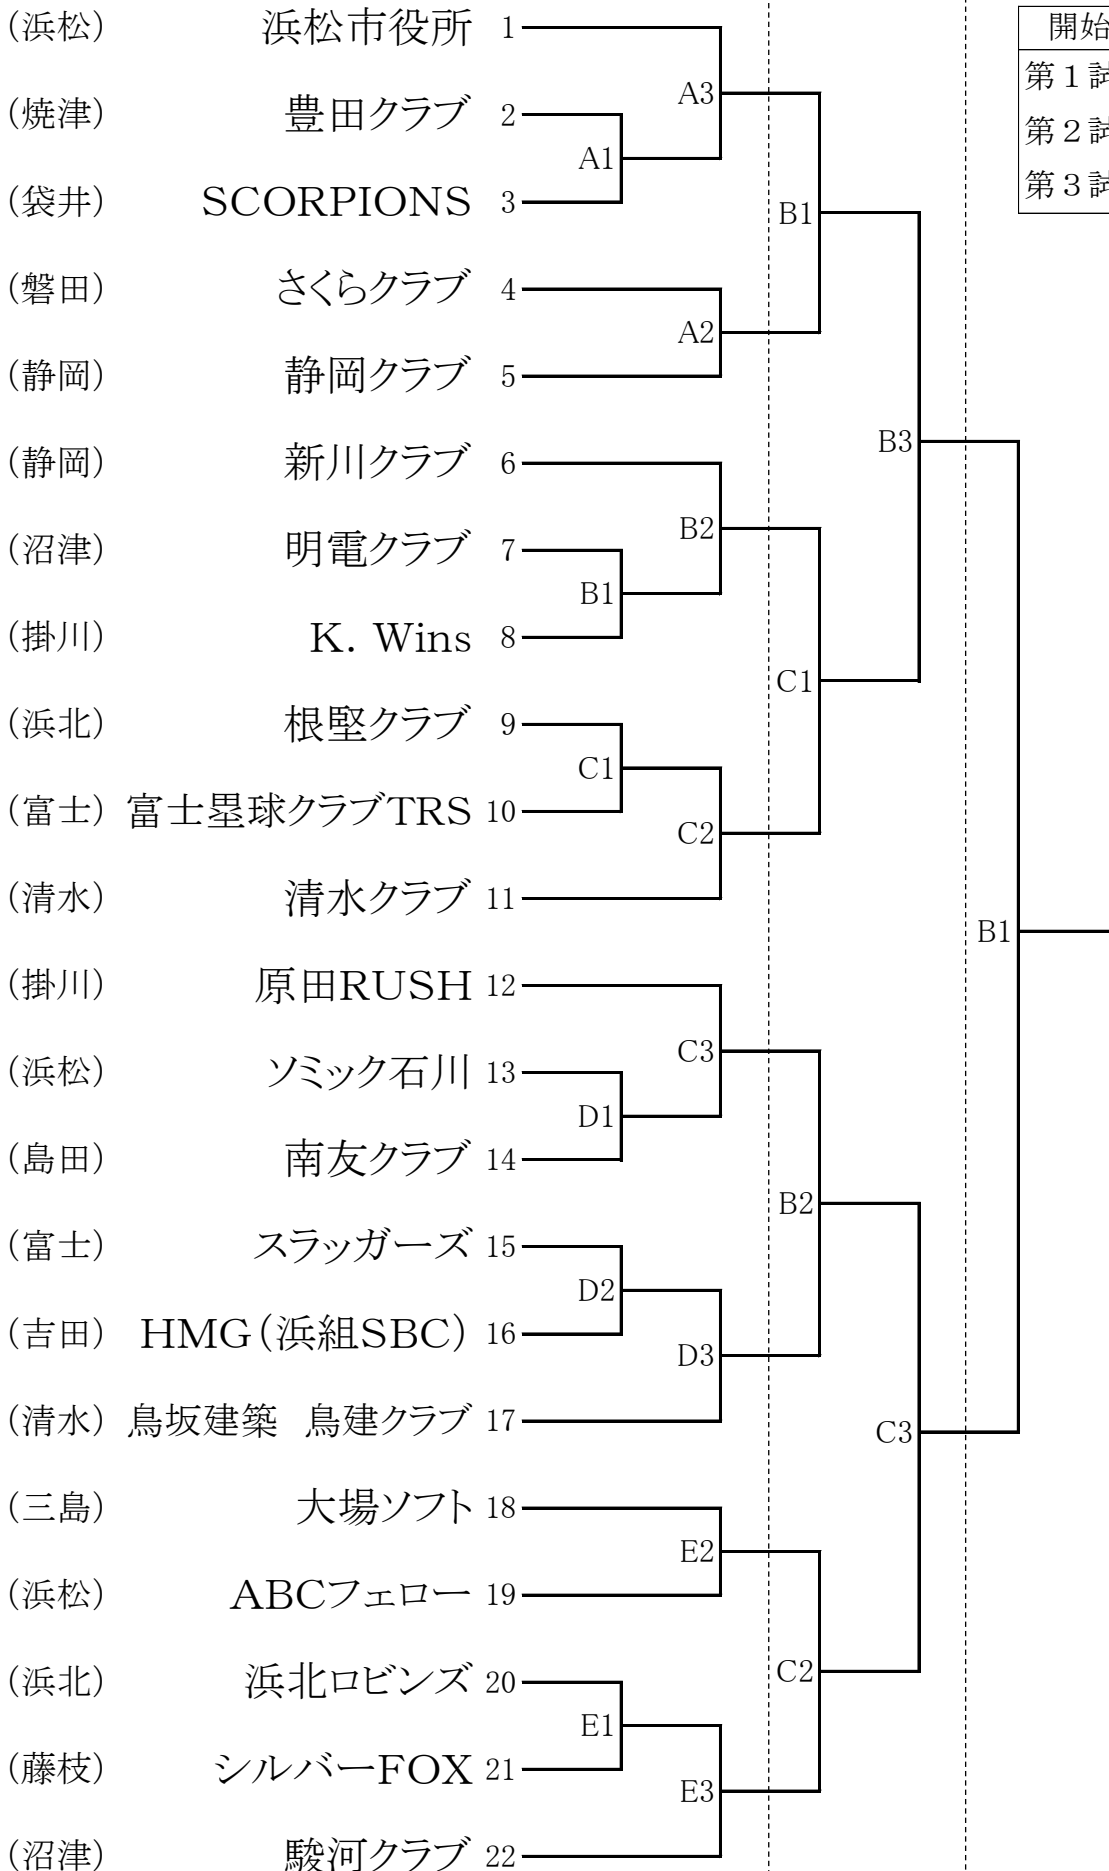 (浜松) 浜松市役所 1
(焼津) 豊田クラブ 2
(袋井) SCORPIONS 3
(磐田) さくらクラブ 4
(静岡) 静岡クラブ 5
(静岡) 新川クラブ 6
(沼津) 明電クラブ 7
(掛川) K. Wins 8
(浜北) 根堅クラブ 9
(富士) 富士塁球クラブTRS 10
(清水) 清水クラブ 11
(掛川) 原田RUSH 12
(浜松) ソミック石川 13
(島田) 南友クラブ 14
(富士) スラッガーズ 15
(吉田) HMG(浜組SBC) 16
(清水) 鳥坂建築 鳥建クラブ 17
(三島) 大場ソフト 18
(浜松) ABCフェロー 19
(浜北) 浜北ロビンズ 20
(藤枝) シルバーFOX 21
(沼津) 駿河クラブ 22
A1
B1
C1
D1
D2
E1
A3
A2
B2
C2
C3
D3
E2
E3
B1
C1
B2
C2
B3
C3
B1
開始
第1試
第2試
第3試